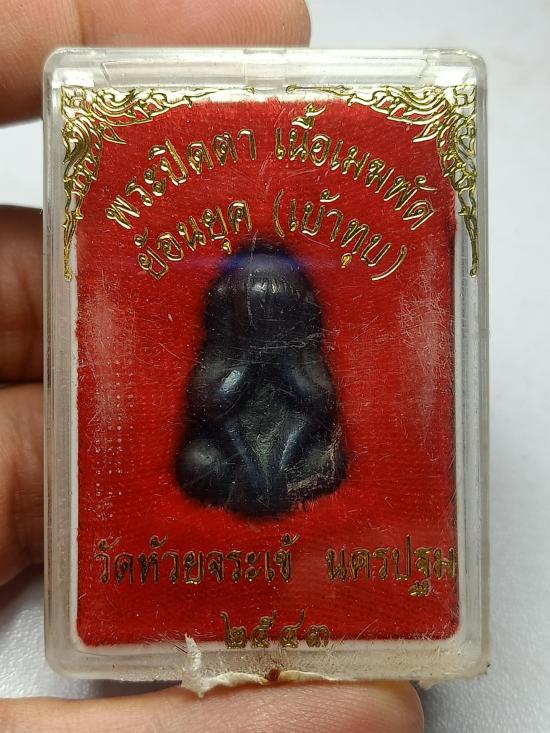 พระปิดตา เนื้อเมฆพัด
ย้อนยุค (เบ้าทุบ)
วัดห้วยจระเข้ นครปฐม
๒๕๔๓